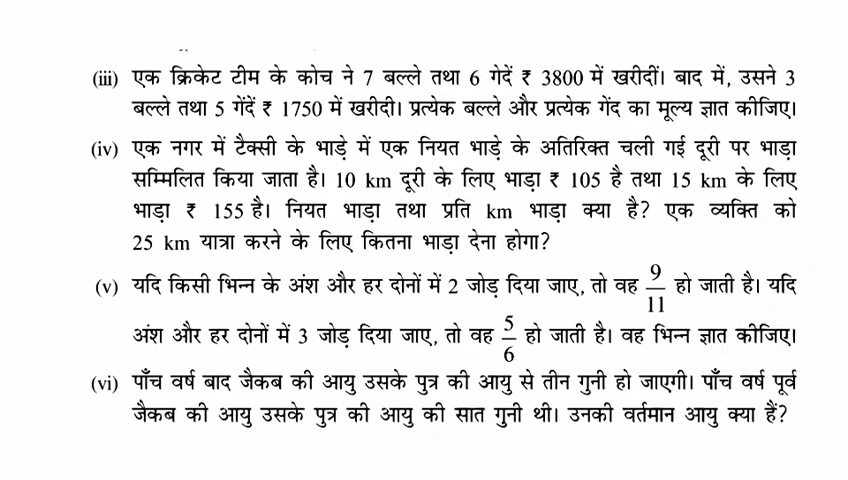 (iii) एक क्रिकेट टीम के कोच ने 7 बल्ले तथा 6 गेदें ₹ 3800 में खरीदीं। बाद में, उसने 3
बल्ले तथा 5 गेंदें ₹ 1750 में खरीदी। प्रत्येक बल्ले और प्रत्येक गेंद का मूल्य ज्ञात कीजिए।
(iv) एक नगर में टैक्सी के भाड़े में एक नियत भाड़े के अतिरिक्त चली गई दूरी पर भाड़ा
सम्मिलित किया जाता है। 10 km दूरी के लिए भाड़ा ₹ 105 है तथा 15 km के लिए
भाड़ा ₹ 155 है। नियत भाड़ा तथा प्रति km भाड़ा क्या है? एक व्यक्ति को
25 km यात्रा करने के लिए कितना भाड़ा देना होगा?
(v) यदि किसी भिन्न के अंश और हर दोनों में 2 जोड़ दिया जाए, तो वह 9/11 हो जाती है। यदि
अंश और हर दोनों में 3 जोड़ दिया जाए, तो वह 5/6 हो जाती है। वह भिन्न ज्ञात कीजिए।
(vi) पाँच वर्ष बाद जैकब की आयु उसके पुत्र की आयु से तीन गुनी हो जाएगी। पाँच वर्ष पूर्व
जैकब की आयु उसके पुत्र की आयु की सात गुनी थी। उनकी वर्तमान आयु क्या हैं?